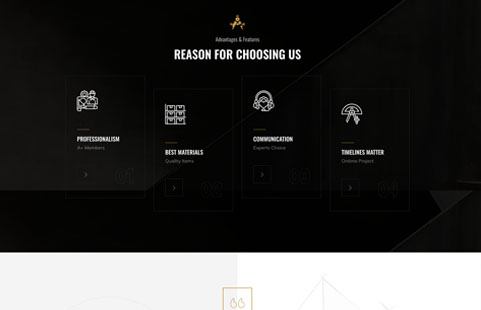 Advantages & Features
REASON FOR CHOOSING US
PROFESSIONALISM
A+ Members
01
BEST MATERIALS
Quality Items
02
COMMUNICATION
Experts Choice
03
TIMELINES MATTER
Ontime Project
04